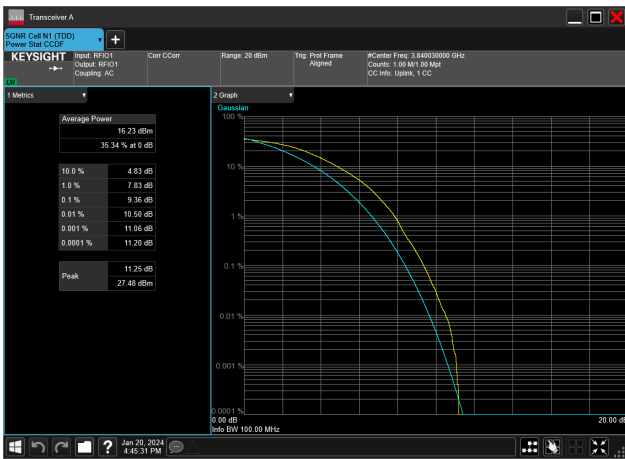 Transceiver A
5GNR Cell N1 (TDD)
Power Stat CCDF
KEYSIGHT
Input: RFIO1
Output: RFIO1
Coupling: AC
Corr CCorr
Range: 20 dBm
Trig: Prot Frame
Aligned
#Center Freq: 3.840030000 GHz
Counts: 1.00 M/1.00 Mpt
CC Info: Uplink, 1 CC
1 Metrics
Average Power
16.23 dBm
35.34 % at 0 dB
10.0 % 4.83 dB
1.0 % 7.83 dB
0.1 % 9.36 dB
0.01 % 10.50 dB
0.001 % 11.06 dB
0.0001 % 11.20 dB
Peak
11.25 dB
27.48 dBm
2 Graph
Gaussian
100 %
10 %
1 %
0.1 %
0.01 %
0.001 %
0.0001 %
0.00 dB
20.00 dB
Info BW 100.00 MHz
Jan 20, 2024
4:45:31 PM